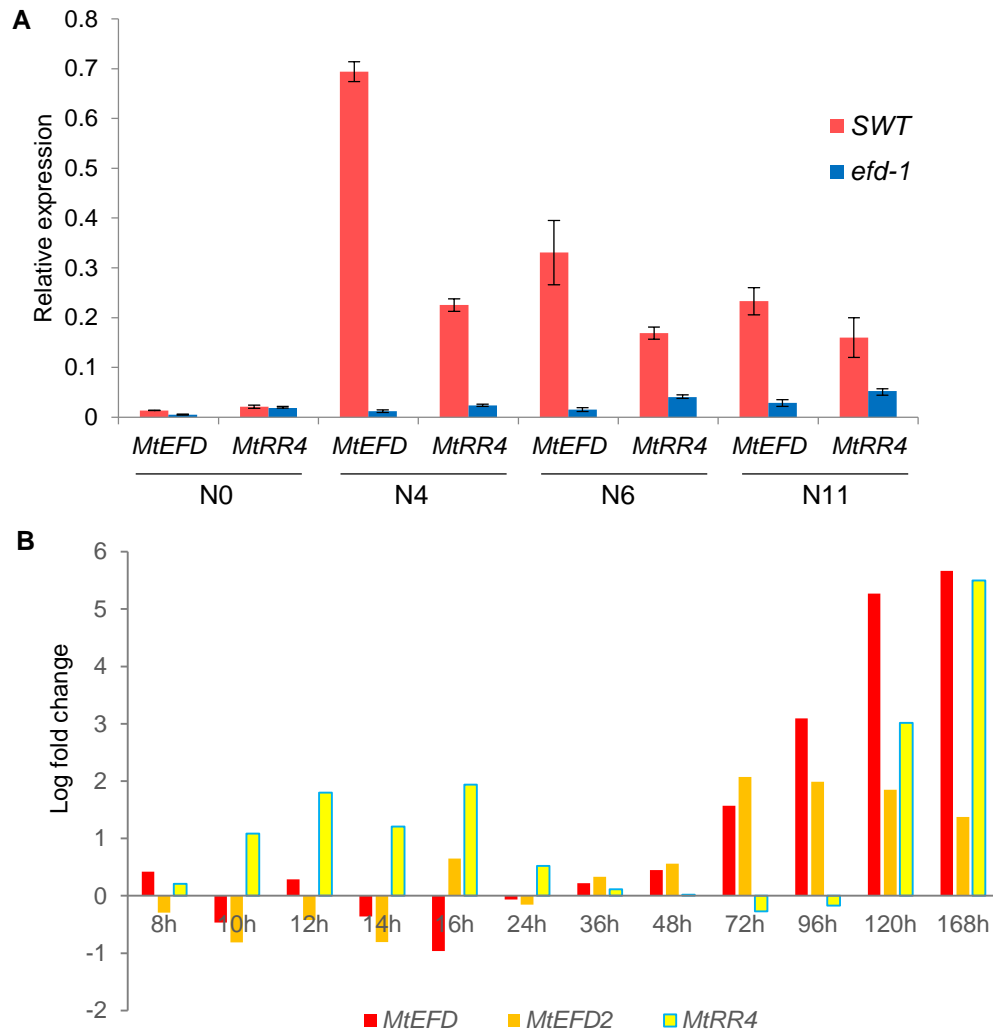 A
0.8
0.7
0.6
0.5
0.4
0.3
0.2
0.1
0
Relative expression
SWT
efd-1
MtEFD MtRR4 MtEFD MtRR4 MtEFD MtRR4 MtEFD MtRR4
N0 N4 N6 N11
B
6
5
4
3
2
1
0
-1
-2
Log fold change
8h 10h 12h 14h 16h 24h 36h 48h 72h 96h 120h 168h
MtEFD MtEFD2 MtRR4